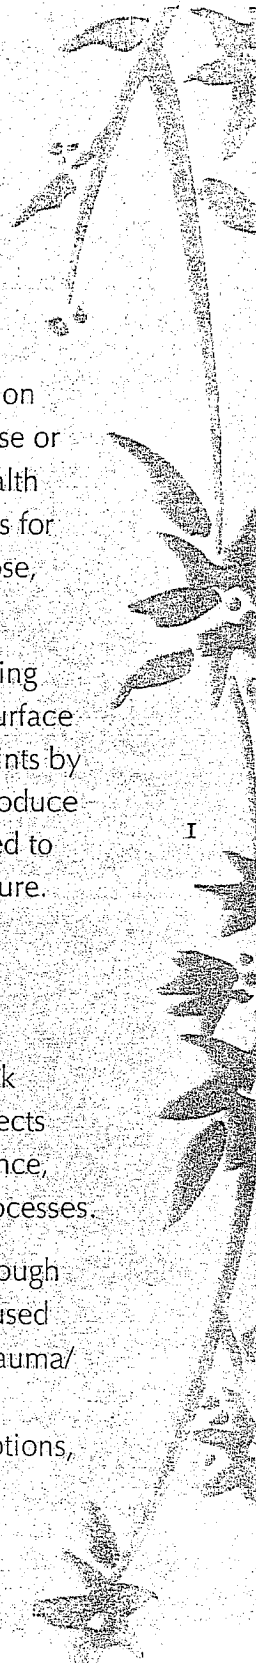 on
se or
alth
s for
ose,
ing
urface
nts by
oduce
ed to
ure.
I
k
ects
nce,
ocesses.
ough
used
auma/
otions,